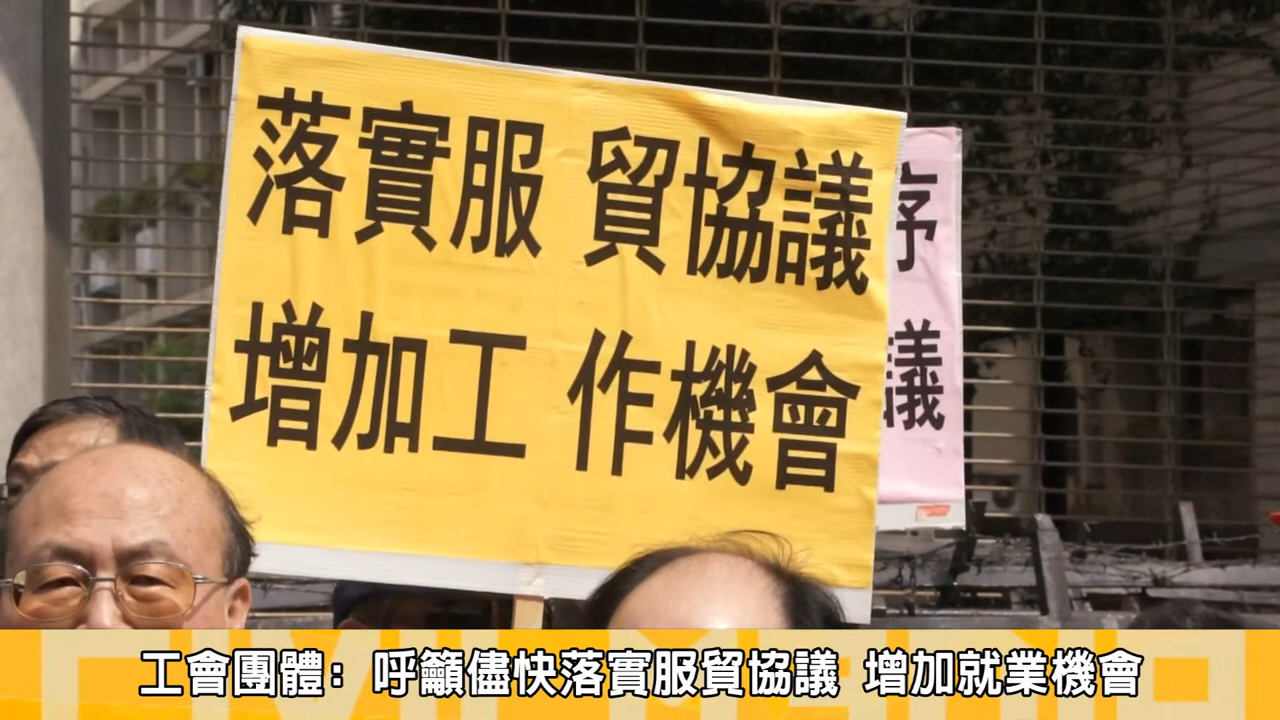 落實服 貿協議
增加工 作機會
序
議
工會團體：呼籲儘快落實服貿協議 增加就業機會